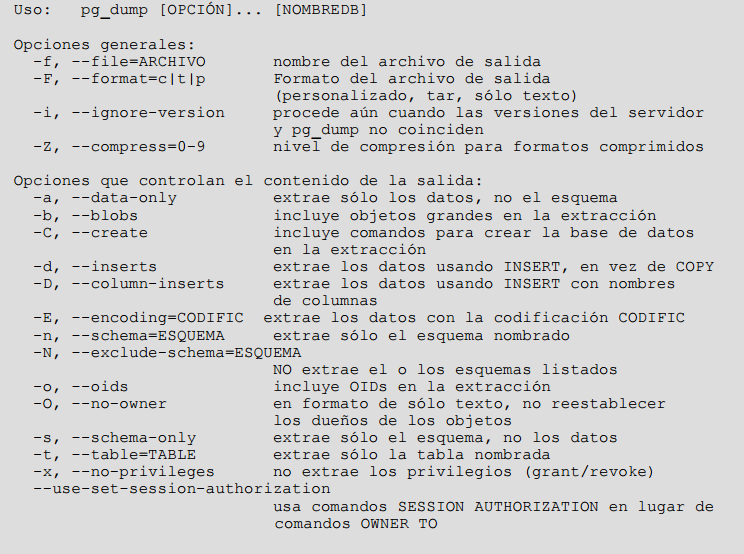 Uso:   pg_dump [OPCIÓN]... [NOMBREDB]

Opciones generales:
  -f, --file=ARCHIVO       nombre del archivo de salida
  -F, --format=c|t|p       Formato del archivo de salida
                           (personalizado, tar, sólo texto)
  -i, --ignore-version     procede aún cuando las versiones del servidor
                           y pg_dump no coinciden
  -Z, --compress=0-9       nivel de compresión para formatos comprimidos

Opciones que controlan el contenido de la salida:
  -a, --data-only          extrae sólo los datos, no el esquema
  -b, --blobs              incluye objetos grandes en la extracción
  -C, --create             incluye comandos para crear la base de datos
                           en la extracción
  -d, --inserts            extrae los datos usando INSERT, en vez de COPY
  -D, --column-inserts     extrae los datos usando INSERT con nombres
                           de columnas
  -E, --encoding=CODIFIC  extrae los datos con la codificación CODIFIC
  -n, --schema=ESQUEMA     extrae sólo el esquema nombrado
  -N, --exclude-schema=ESQUEMA
                           NO extrae el o los esquemas listados
  -o, --oids               incluye OIDs en la extracción
  -O, --no-owner           en formato de sólo texto, no reestablecer
                           los dueños de los objetos
  -s, --schema-only        extrae sólo el esquema, no los datos
  -t, --table=TABLE        extrae sólo la tabla nombrada
  -x, --no-privileges      no extrae los privilegios (grant/revoke)
  --use-set-session-authorization
                           usa comandos SESSION AUTHORIZATION en lugar de
                           comandos OWNER TO